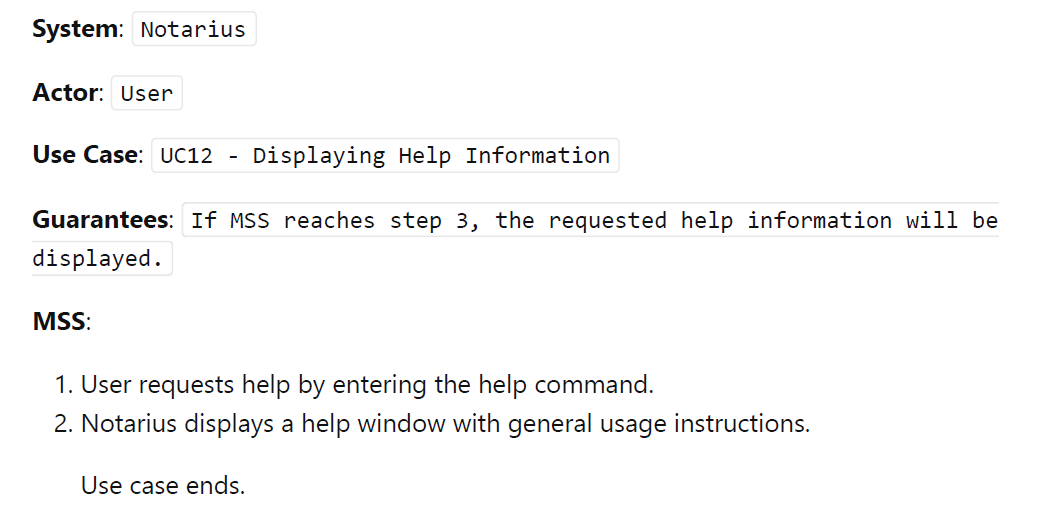 System: Notarius
Actor: User
Use Case: UC12 - Displaying Help Information
Guarantees: If MSS reaches step 3, the requested help information will be
displayed.
MSS:
1. User requests help by entering the help command.
2. Notarius displays a help window with general usage instructions.
Use case ends.